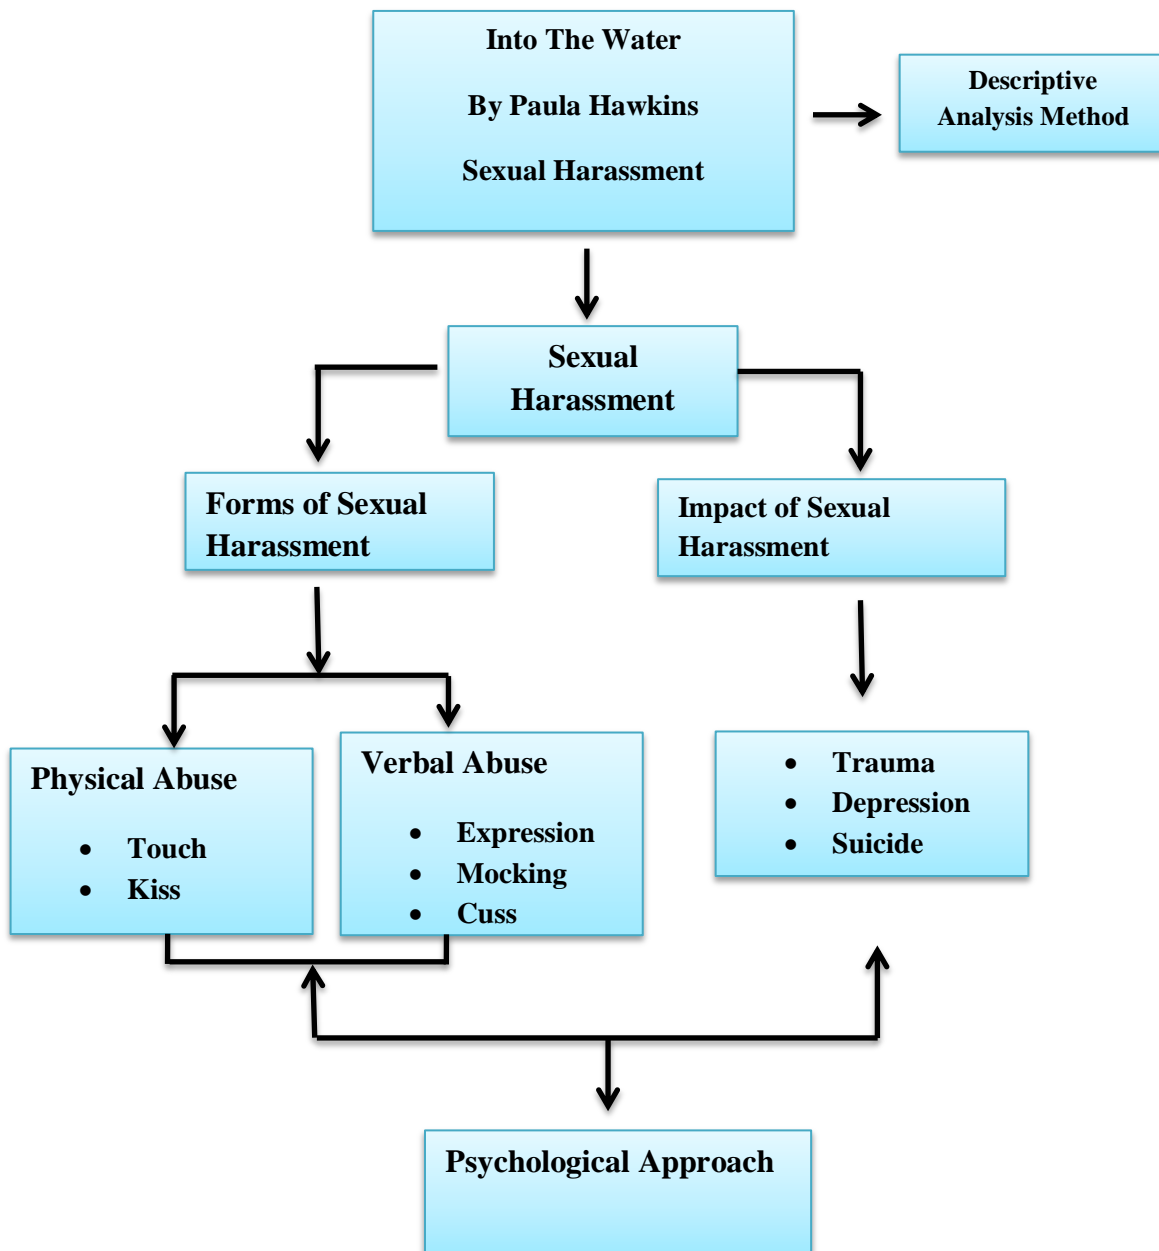 Into The Water
By Paula Hawkins
Sexual Harassment
Descriptive
Analysis Method
Sexual
Harassment
Forms of Sexual
Harassment
Impact of Sexual
Harassment
Physical Abuse
• Touch
• Kiss
Verbal Abuse
• Expression
• Mocking
• Cuss
• Trauma
• Depression
• Suicide
Psychological Approach